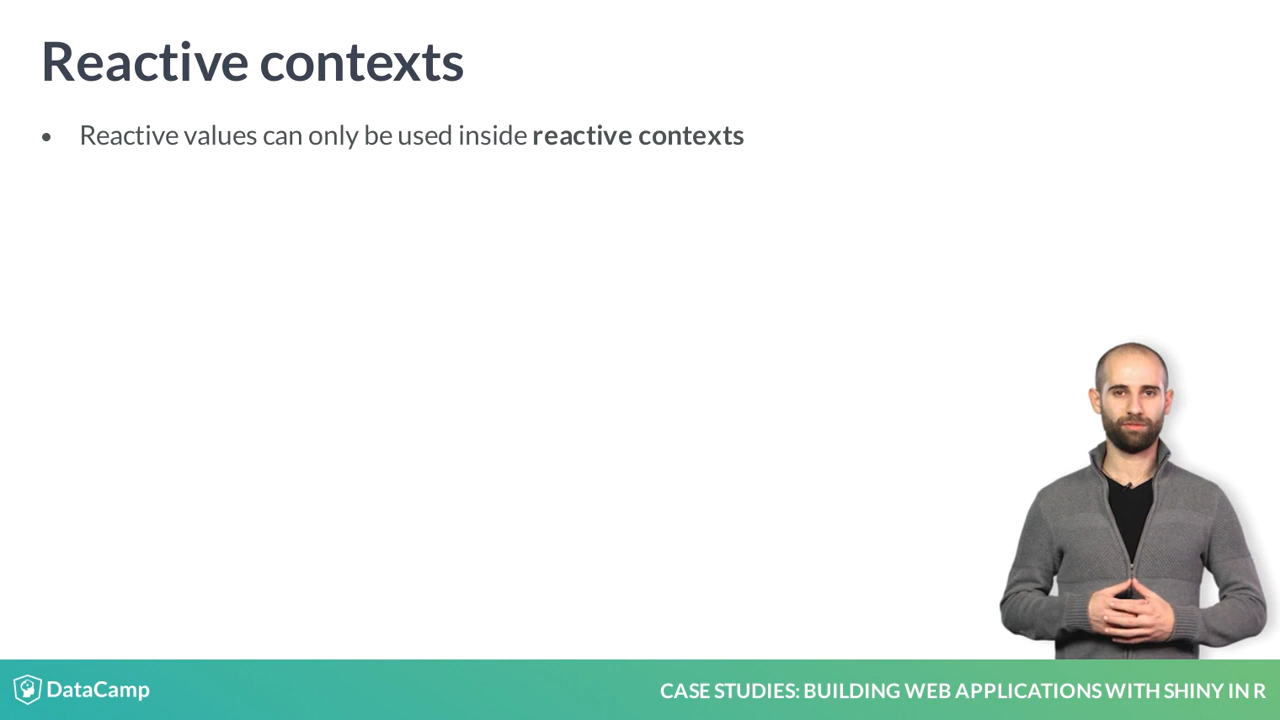 Reactive contexts
• Reactive values can only be used inside reactive contexts
DataCamp
CASE STUDIES: BUILDING WEB APPLICATIONS WITH SHINY IN R